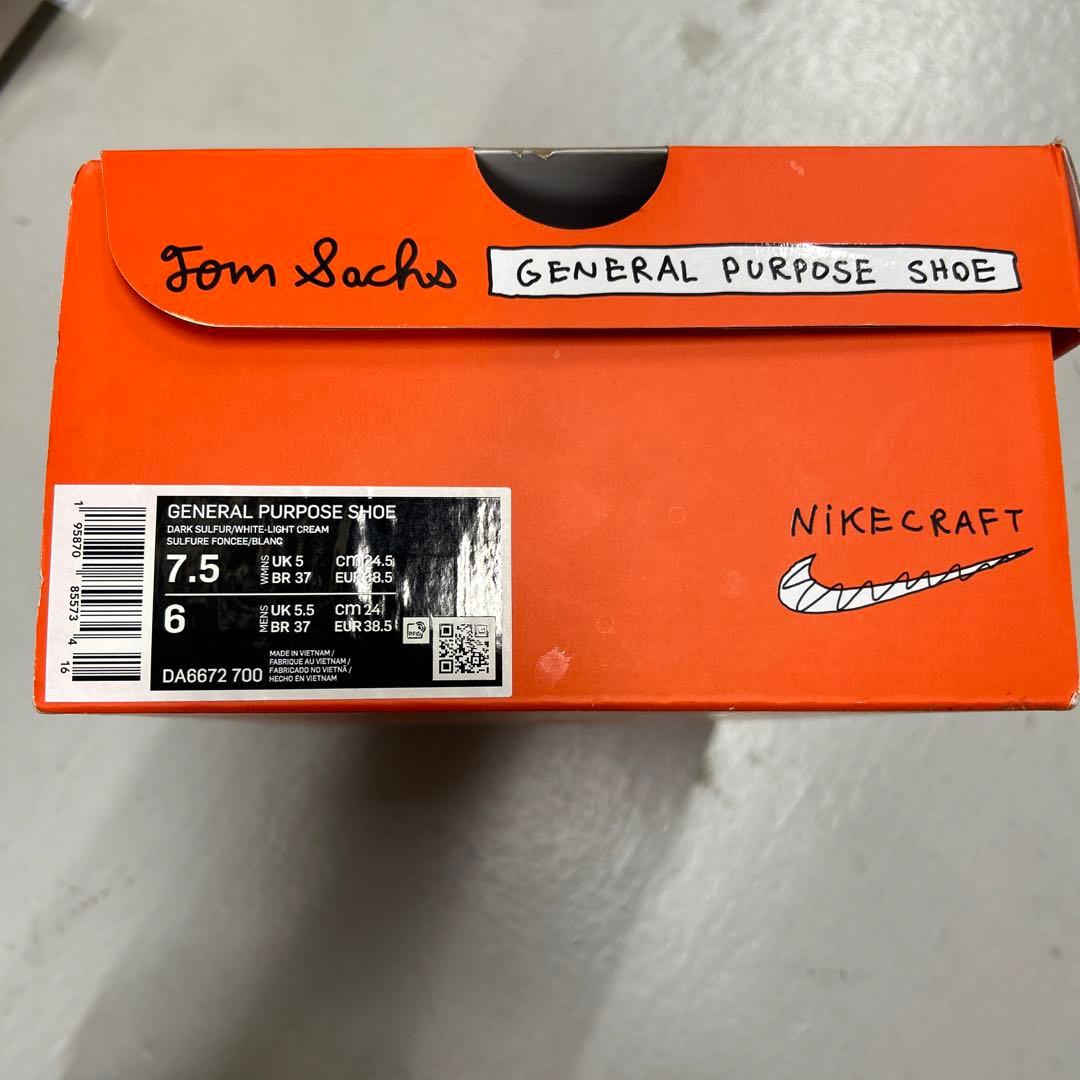 Tom Sachs GENERAL PURPOSE SHOE
NIKECRAFT
GENERAL PURPOSE SHOE
DARK SULFUR/WHITE-LIGHT CREAM
SULFURE FONCEE/BLANC
7.5 WMNS UK 5 cm 24.5
BR 37 EUR 38.5
6 MENS UK 5.5 cm 24
BR 37 EUR 38.5
DA6672 700
MADE IN VIETNAM /
FABRIQUE AU VIETNAM /
FABRICADO NO VIETNÃ /
HECHO EN VIETNAM
1 95870 85573 4
16